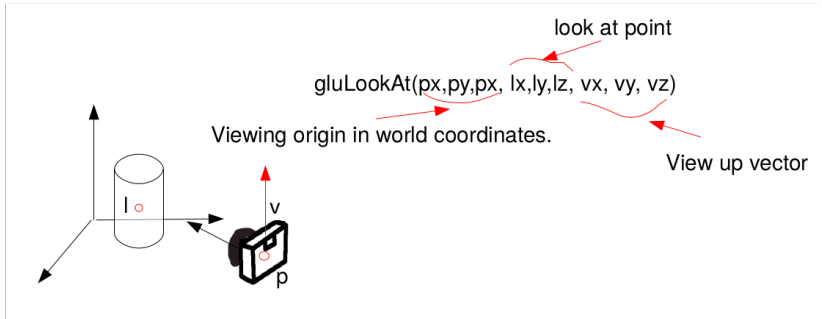 look at point
gluLookAt(px,py,px, lx,ly,lz, vx, vy, vz)
Viewing origin in world coordinates.
View up vector
l
v
p